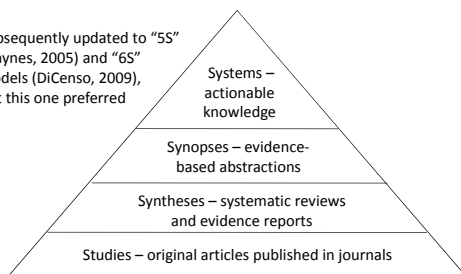 bsequently updated to “5S”
aynes, 2005) and “6S”
dels (DiCenso, 2009),
t this one preferred
Systems –
actionable
knowledge
Synopses – evidence-
based abstractions
Syntheses – systematic reviews
and evidence reports
Studies – original articles published in journals